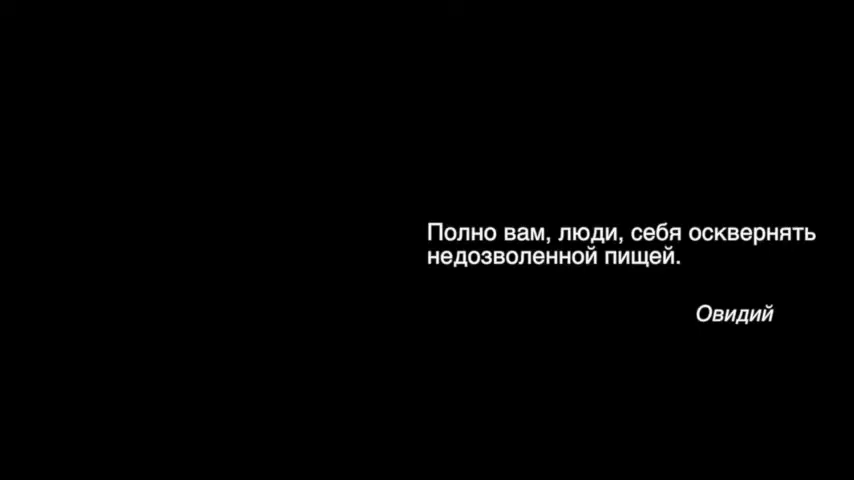 Полно вам, люди, себя осквернять
недозволенной пищей.
Овидий